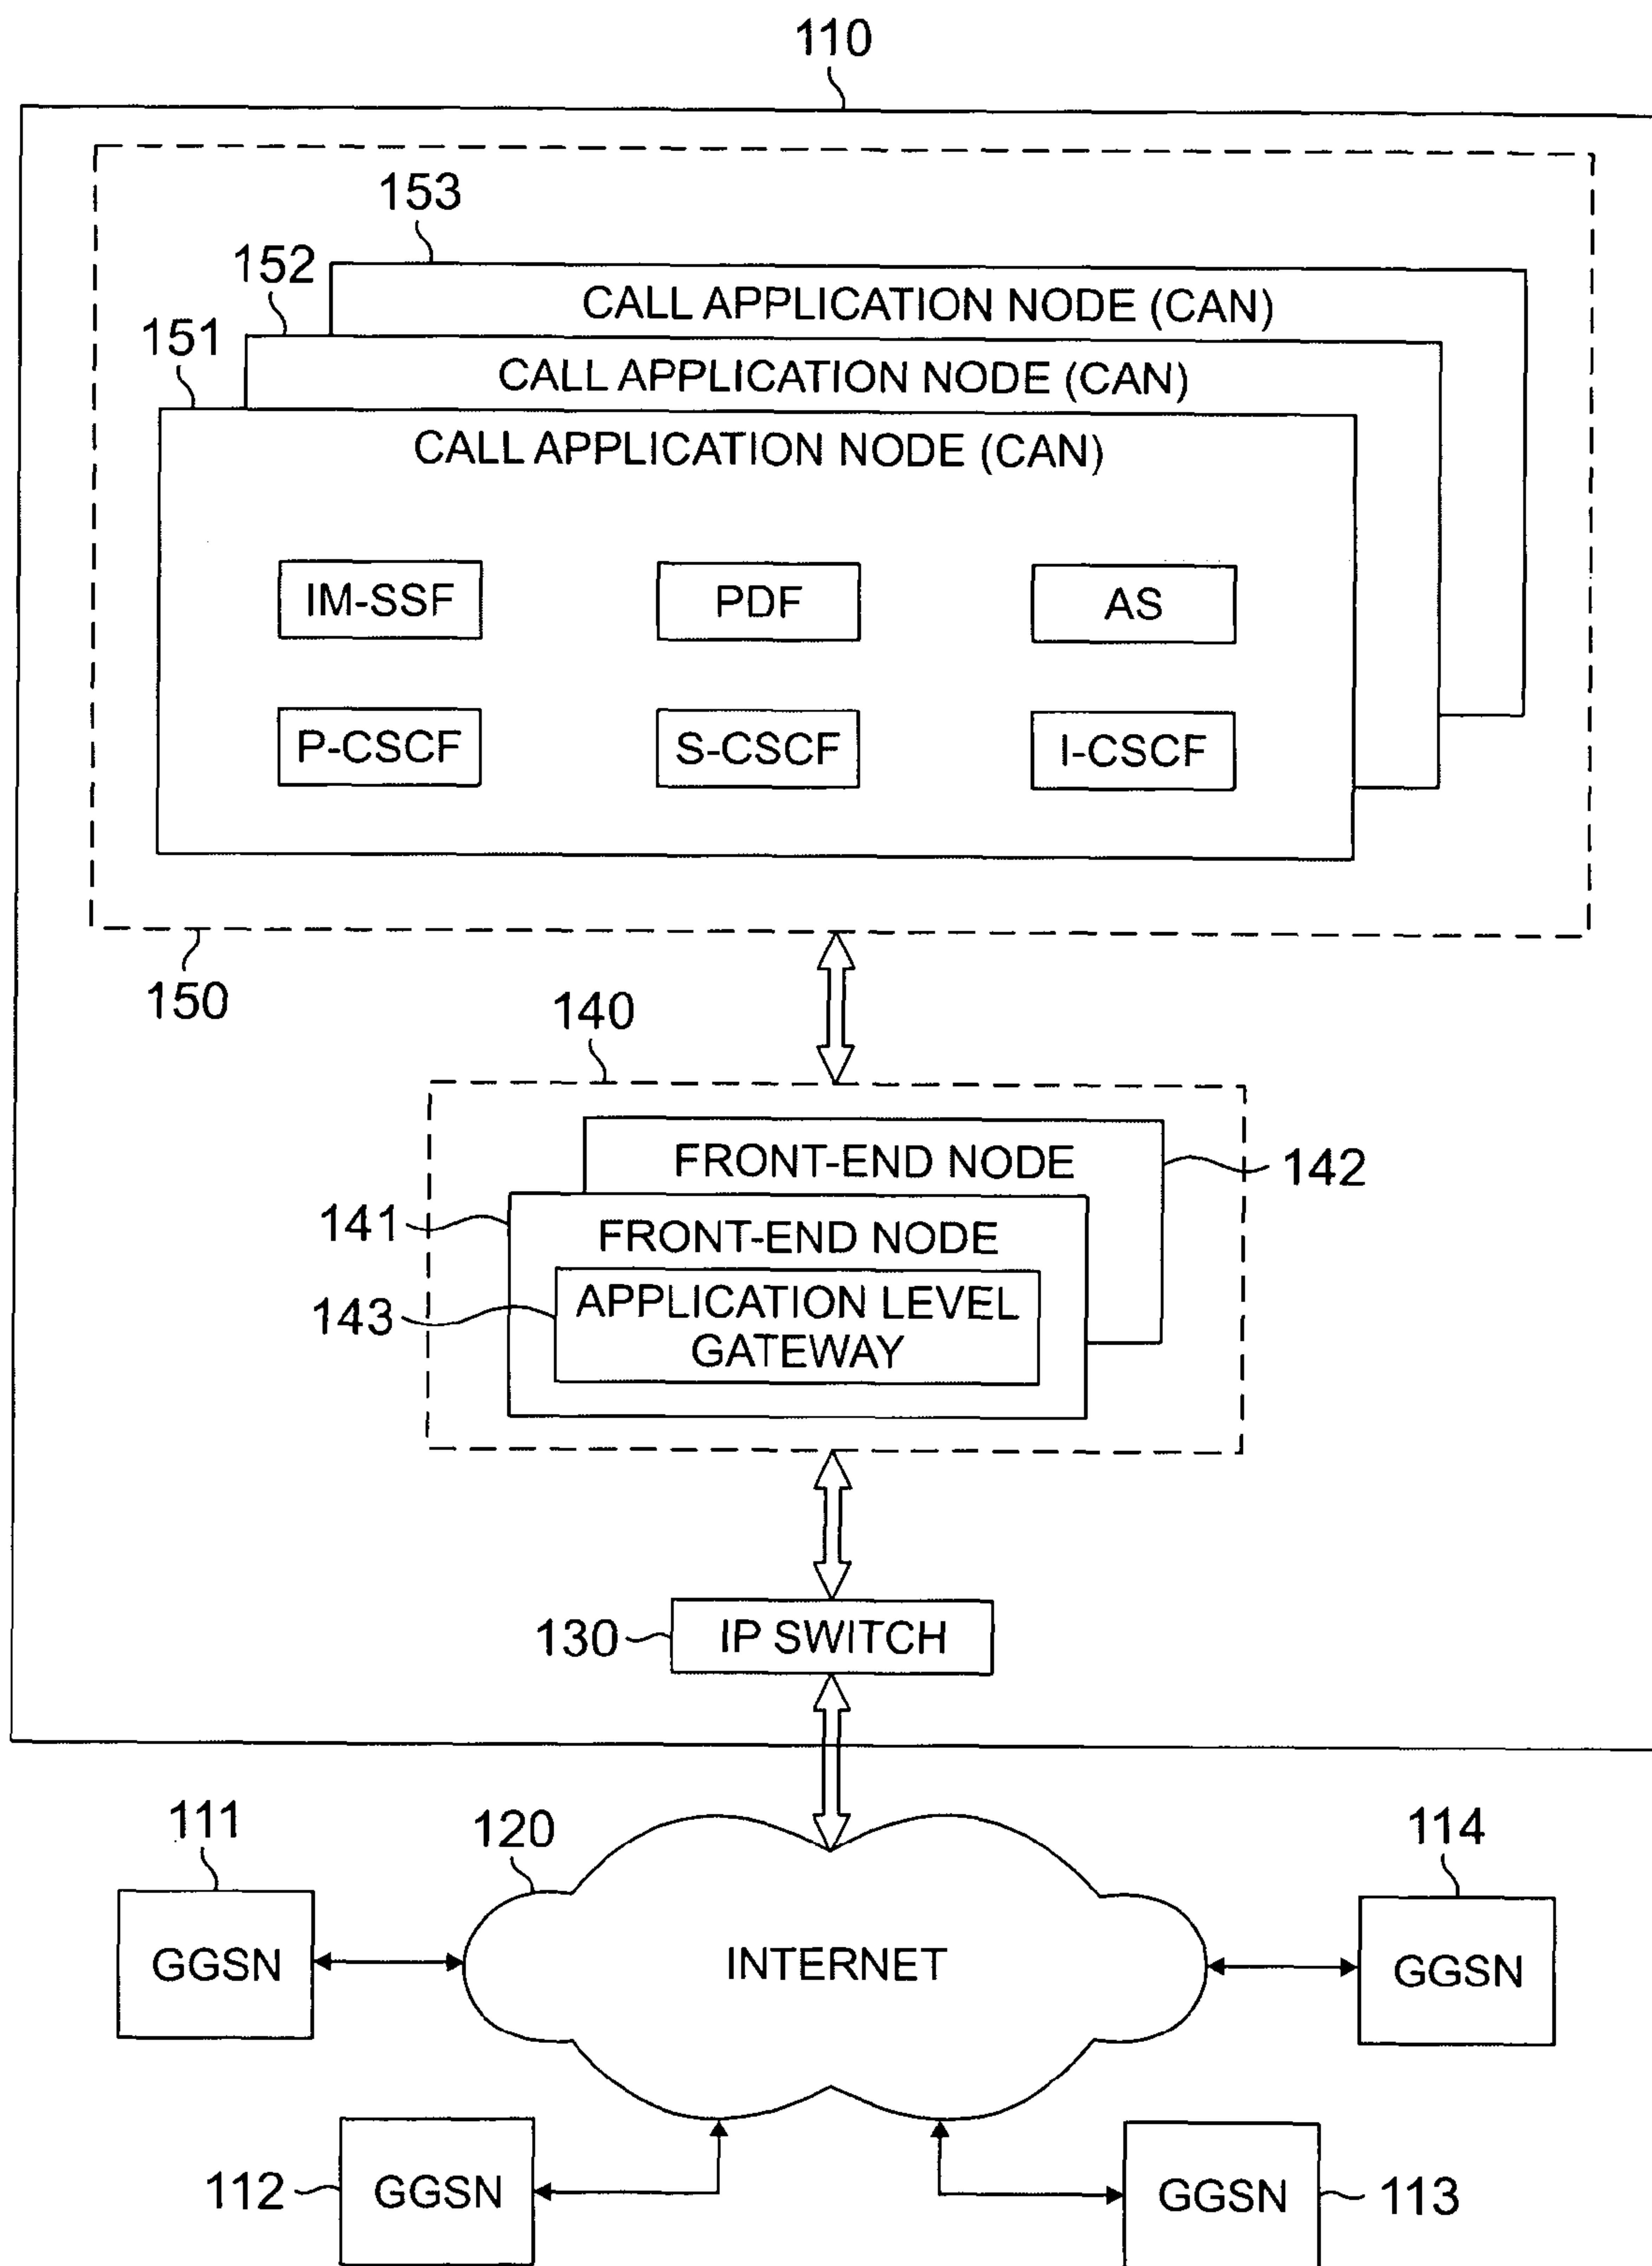 110
153
CALL APPLICATION NODE (CAN)
152
CALL APPLICATION NODE (CAN)
151
CALL APPLICATION NODE (CAN)
IM-SSF
PDF
AS
P-CSCF
S-CSCF
I-CSCF
150
140
FRONT-END NODE
142
141
FRONT-END NODE
143
APPLICATION LEVEL
GATEWAY
130
IP SWITCH
111
120
114
GGSN
INTERNET
GGSN
112
GGSN
GGSN
113